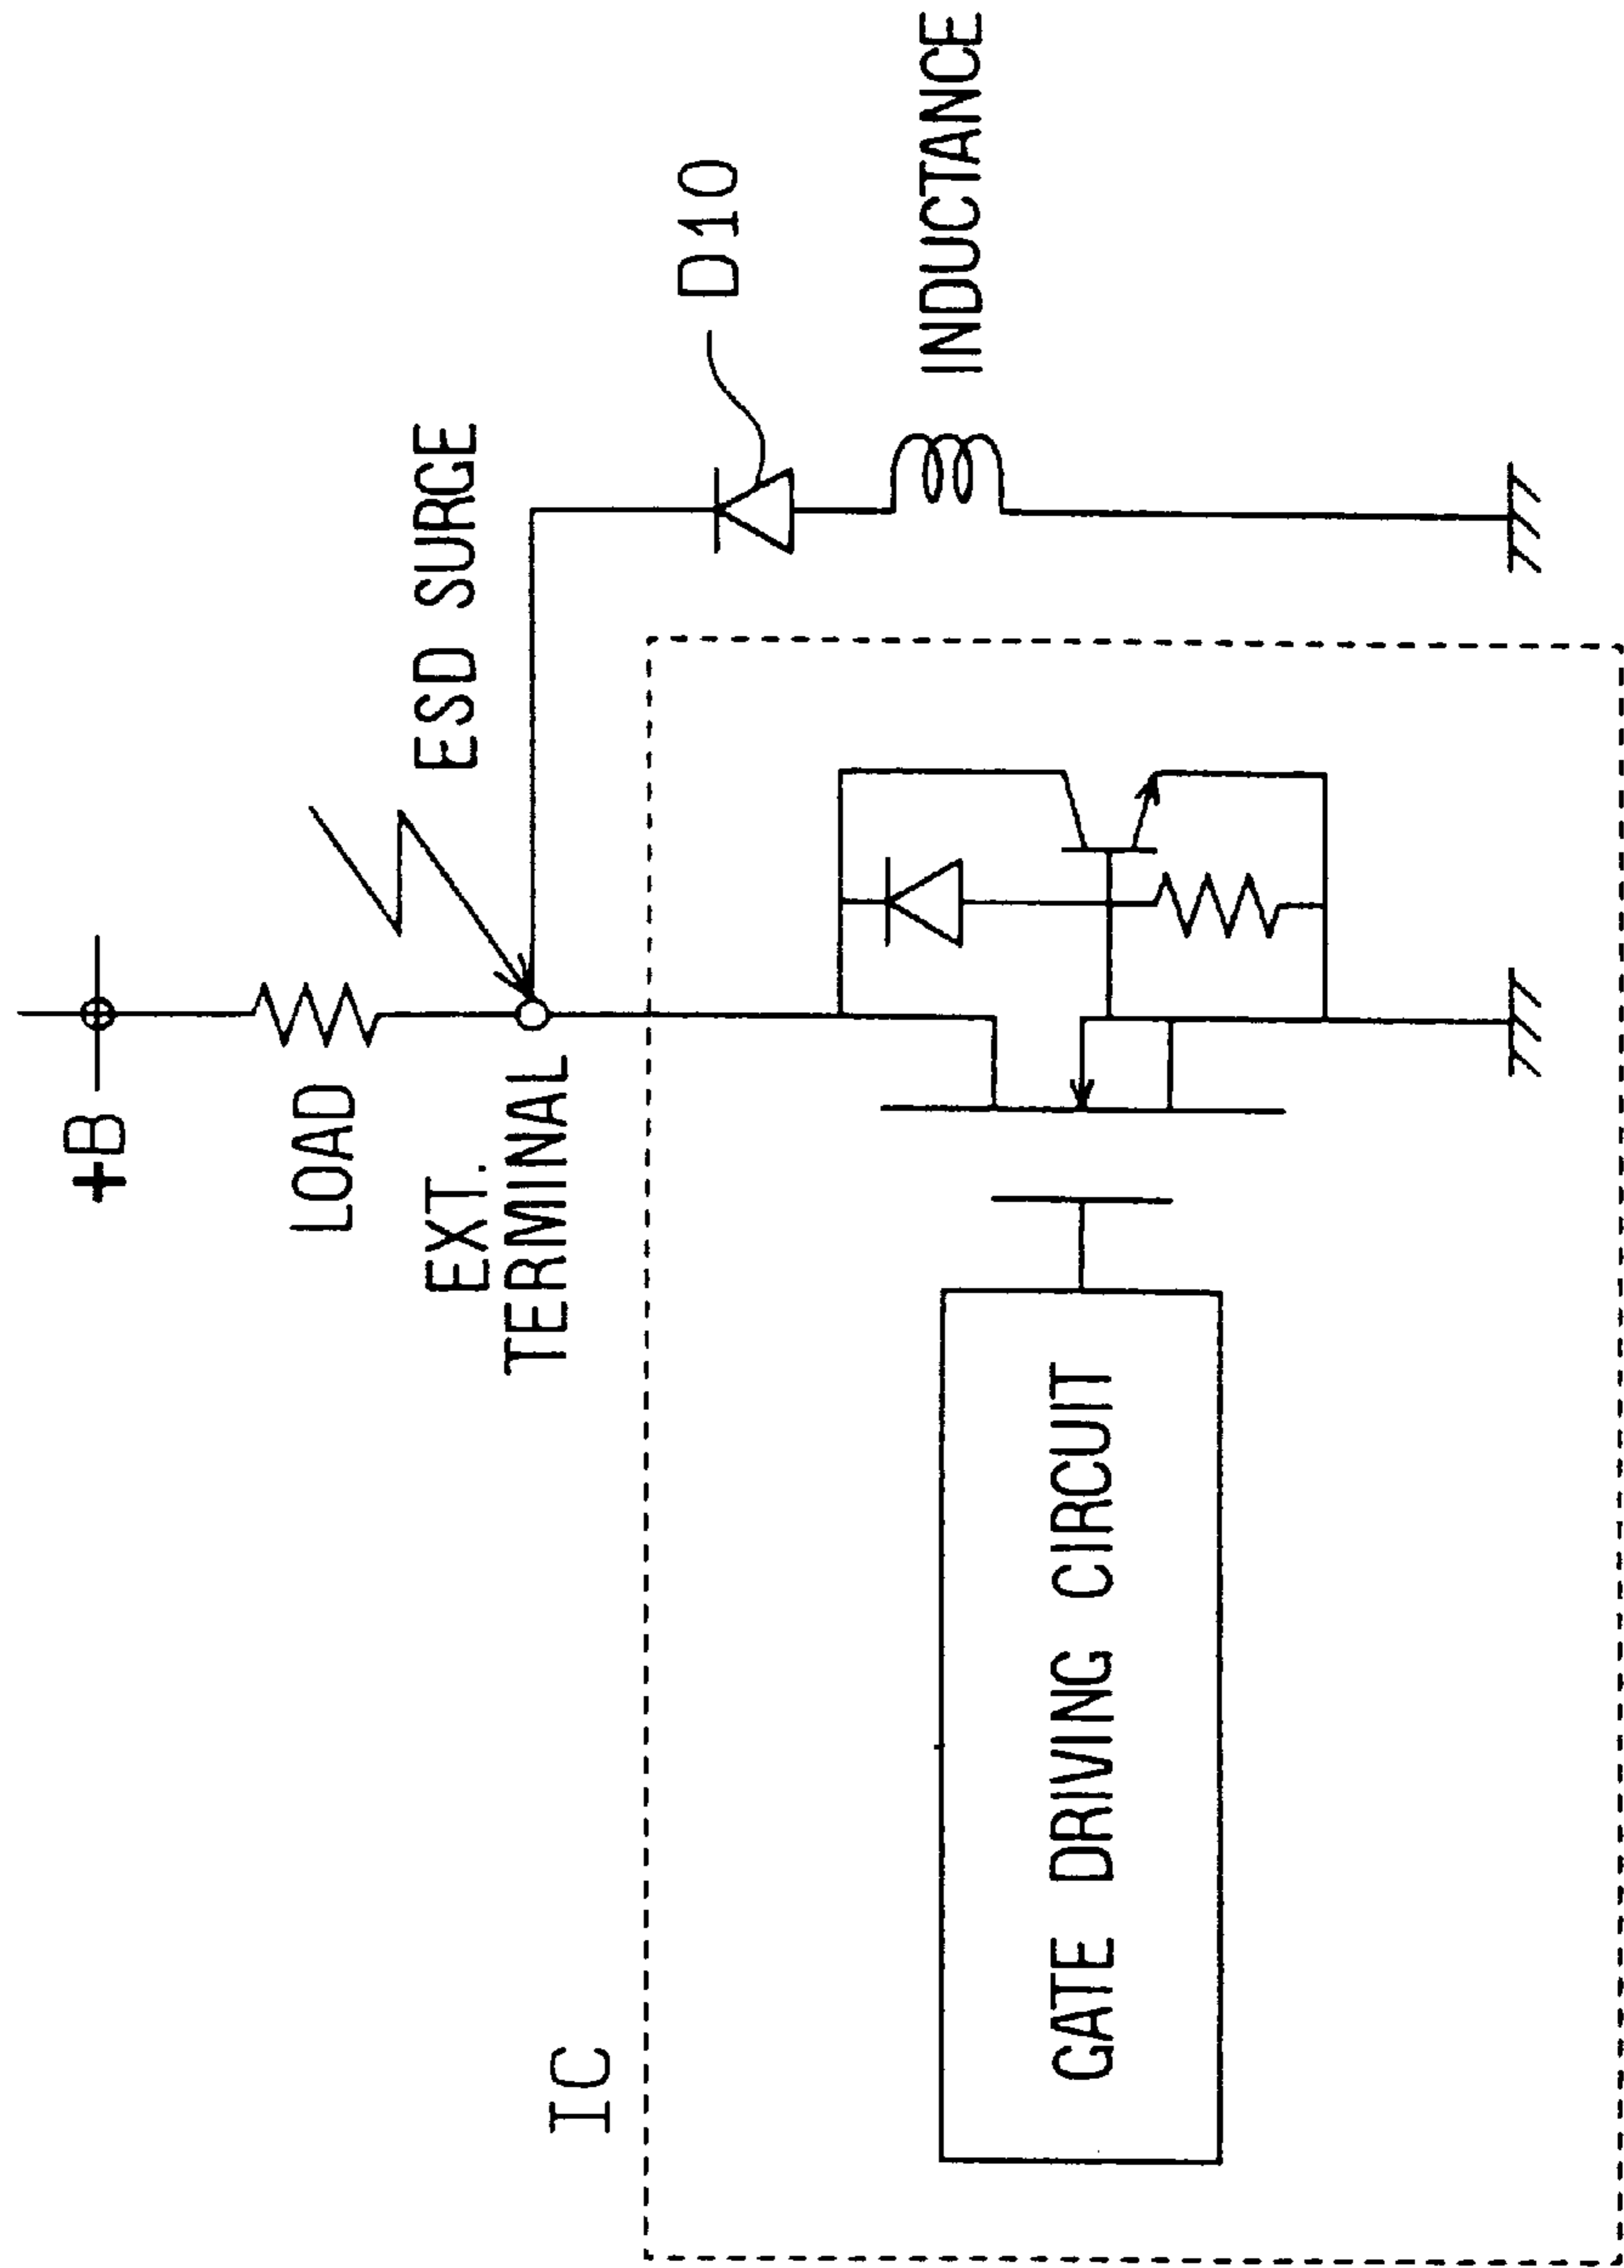 +B
LOAD
EXT.
TERMINAL
ESD SURGE
D10
INDUCTANCE
IC
GATE DRIVING CIRCUIT